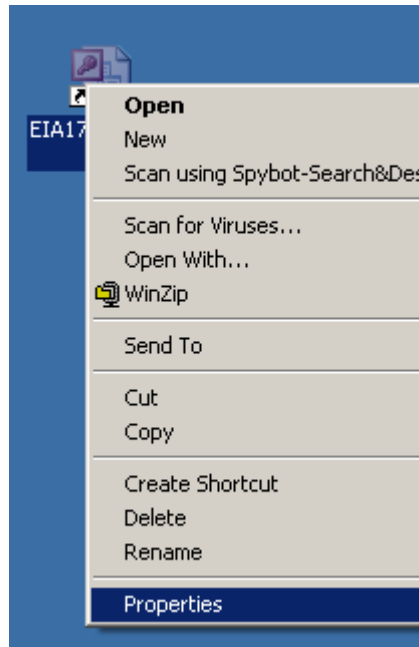 EIA17
Open
New
Scan using Spybot-Search&Des
Scan for Viruses...
Open With...
WinZip
Send To
Cut
Copy
Create Shortcut
Delete
Rename
Properties